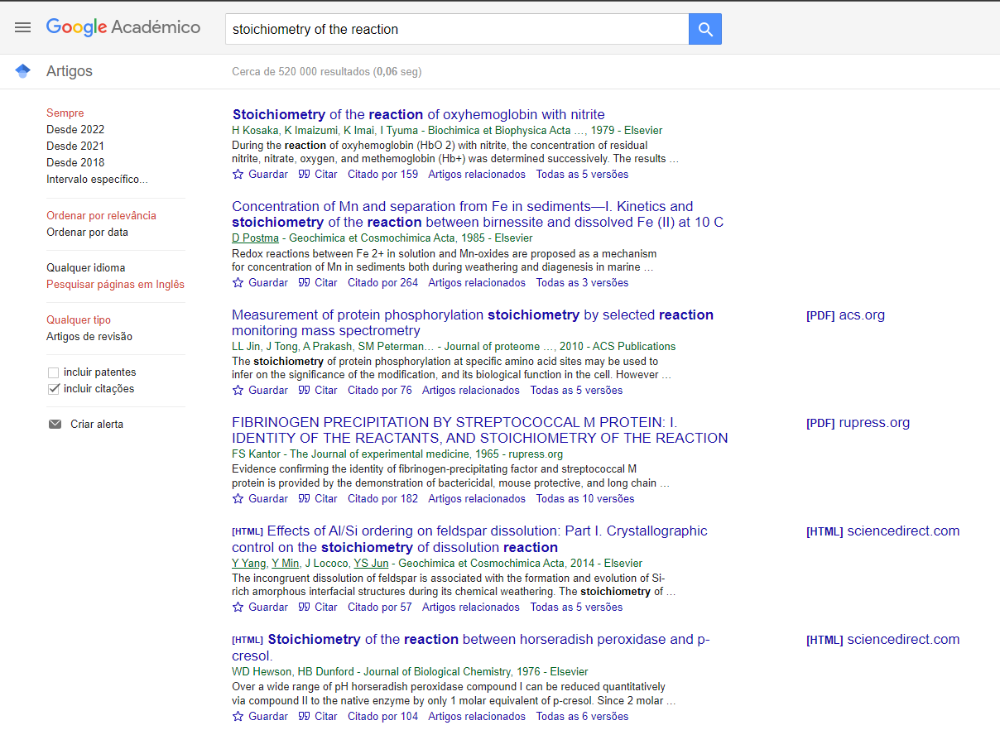 Google Académico
stoichiometry of the reaction
Artigos
Cerca de 520 000 resultados (0,06 seg)
Sempre
Desde 2022
Desde 2021
Desde 2018
Intervalo específico...
Ordenar por relevância
Ordenar por data
Qualquer idioma
Pesquisar páginas em Inglês
Qualquer tipo
Artigos de revisão
incluir patentes
incluir citações
Criar alerta
Stoichiometry of the reaction of oxyhemoglobin with nitrite
H Kosaka, K Imaizumi, K Imai, I Tyuma - Biochimica et Biophysica Acta …, 1979 - Elsevier
During the reaction of oxyhemoglobin (HbO 2) with nitrite, the concentration of residual
nitrite, nitrate, oxygen, and methemoglobin (Hb+) was determined successively. The results …
Guardar Citar Citado por 159 Artigos relacionados Todas as 5 versões
Concentration of Mn and separation from Fe in sediments—I. Kinetics and
stoichiometry of the reaction between birnessite and dissolved Fe (II) at 10 C
D Postma - Geochimica et Cosmochimica Acta, 1985 - Elsevier
Redox reactions between Fe 2+ in solution and Mn-oxides are proposed as a mechanism
for concentration of Mn in sediments both during weathering and diagenesis in marine …
Guardar Citar Citado por 264 Artigos relacionados Todas as 3 versões
Measurement of protein phosphorylation stoichiometry by selected reaction
monitoring mass spectrometry
[PDF] acs.org
LL Jin, J Tong, A Prakash, SM Peterman… - Journal of proteome …, 2010 - ACS Publications
The stoichiometry of protein phosphorylation at specific amino acid sites may be used to
infer on the significance of the modification, and its biological function in the cell. However …
Guardar Citar Citado por 76 Artigos relacionados Todas as 5 versões
FIBRINOGEN PRECIPITATION BY STREPTOCOCCAL M PROTEIN: I.
IDENTITY OF THE REACTANTS, AND STOICHIOMETRY OF THE REACTION
[PDF] rupress.org
FS Kantor - The Journal of experimental medicine, 1965 - rupress.org
Evidence confirming the identity of fibrinogen-precipitating factor and streptococcal M
protein is provided by the demonstration of bactericidal, mouse protective, and long chain …
Guardar Citar Citado por 182 Artigos relacionados Todas as 10 versões
[HTML] Effects of Al/Si ordering on feldspar dissolution: Part I. Crystallographic
control on the stoichiometry of dissolution reaction
[HTML] sciencedirect.com
Y Yang, Y Min, J Lococo, YS Jun - Geochimica et Cosmochimica Acta, 2014 - Elsevier
The incongruent dissolution of feldspar is associated with the formation and evolution of Si-
rich amorphous interfacial structures during its chemical weathering. The stoichiometry of …
Guardar Citar Citado por 57 Artigos relacionados Todas as 5 versões
[HTML] Stoichiometry of the reaction between horseradish peroxidase and p-
cresol.
[HTML] sciencedirect.com
WD Hewson, HB Dunford - Journal of Biological Chemistry, 1976 - Elsevier
Over a wide range of pH horseradish peroxidase compound I can be reduced quantitatively
via compound II to the native enzyme by only 1 molar equivalent of p-cresol. Since 2 molar …
Guardar Citar Citado por 104 Artigos relacionados Todas as 6 versões